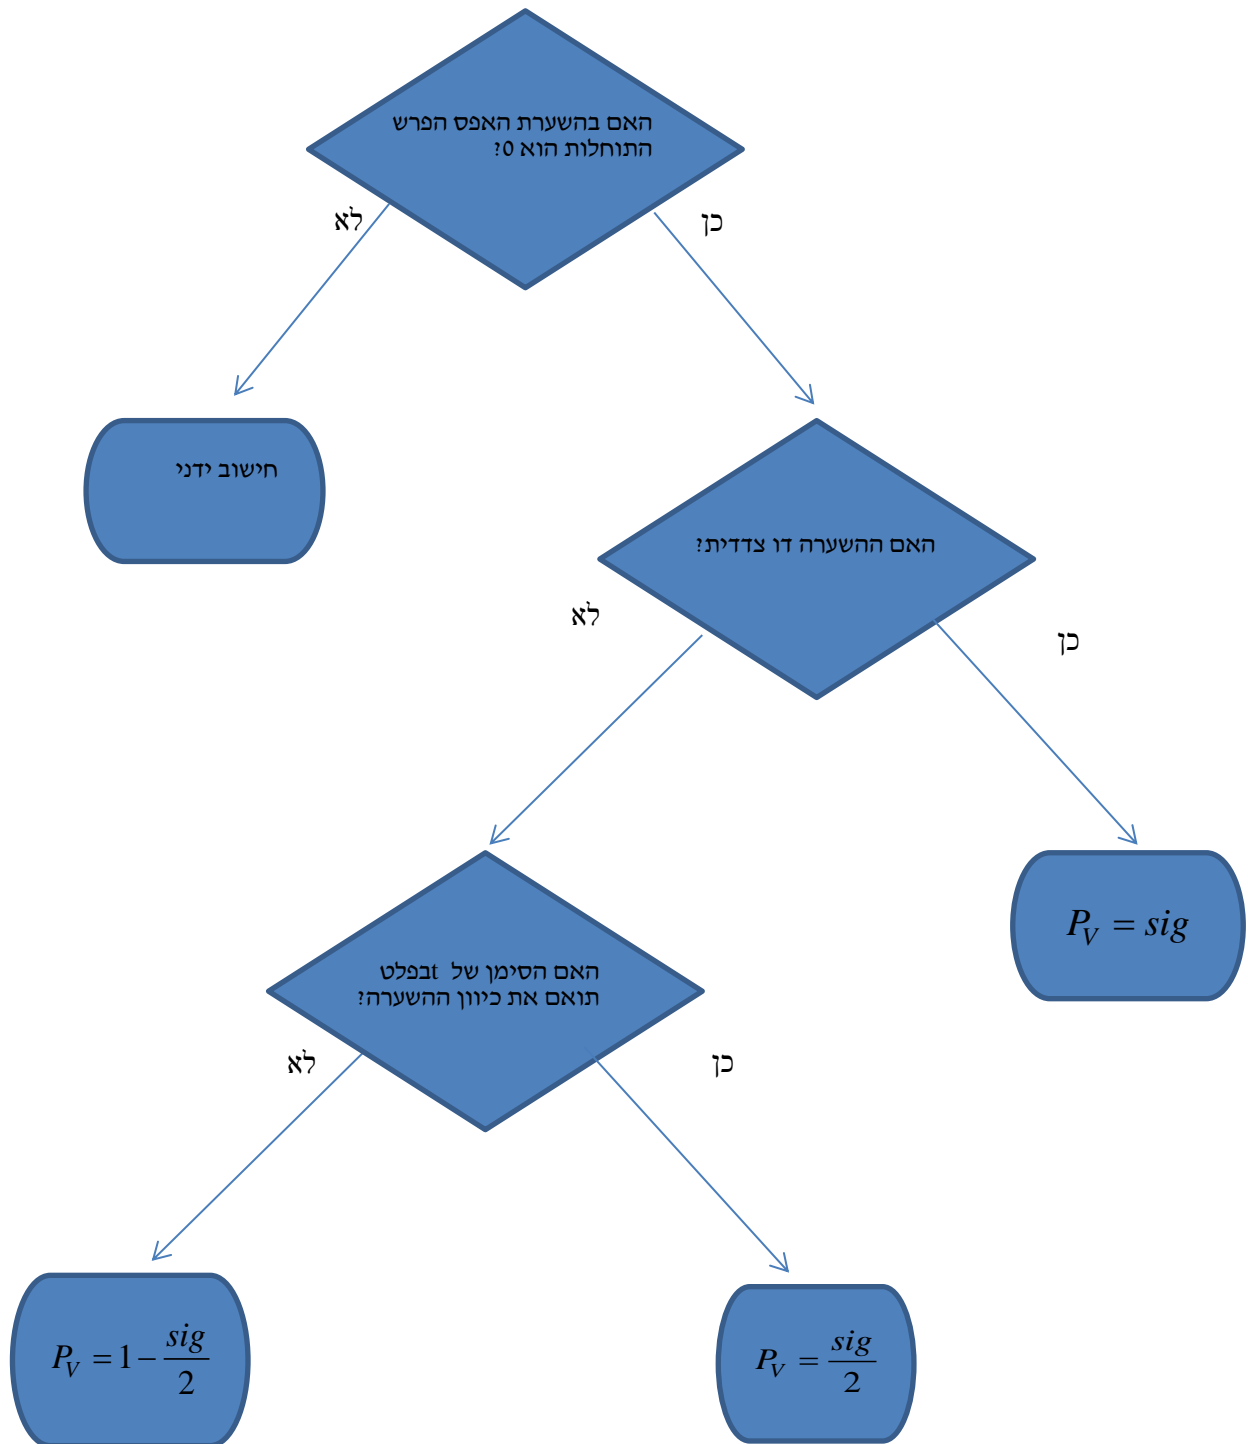 האם בהשערת האפס הפרש
התוחלות הוא 0?
לא
כן
חישוב ידני
האם ההשערה דו צדדית?
לא
כן
P_V = sig
האם הסימן של tבפלט
תואם את כיוון ההשערה?
לא
כן
P_V = 1 - sig/2
P_V = sig/2